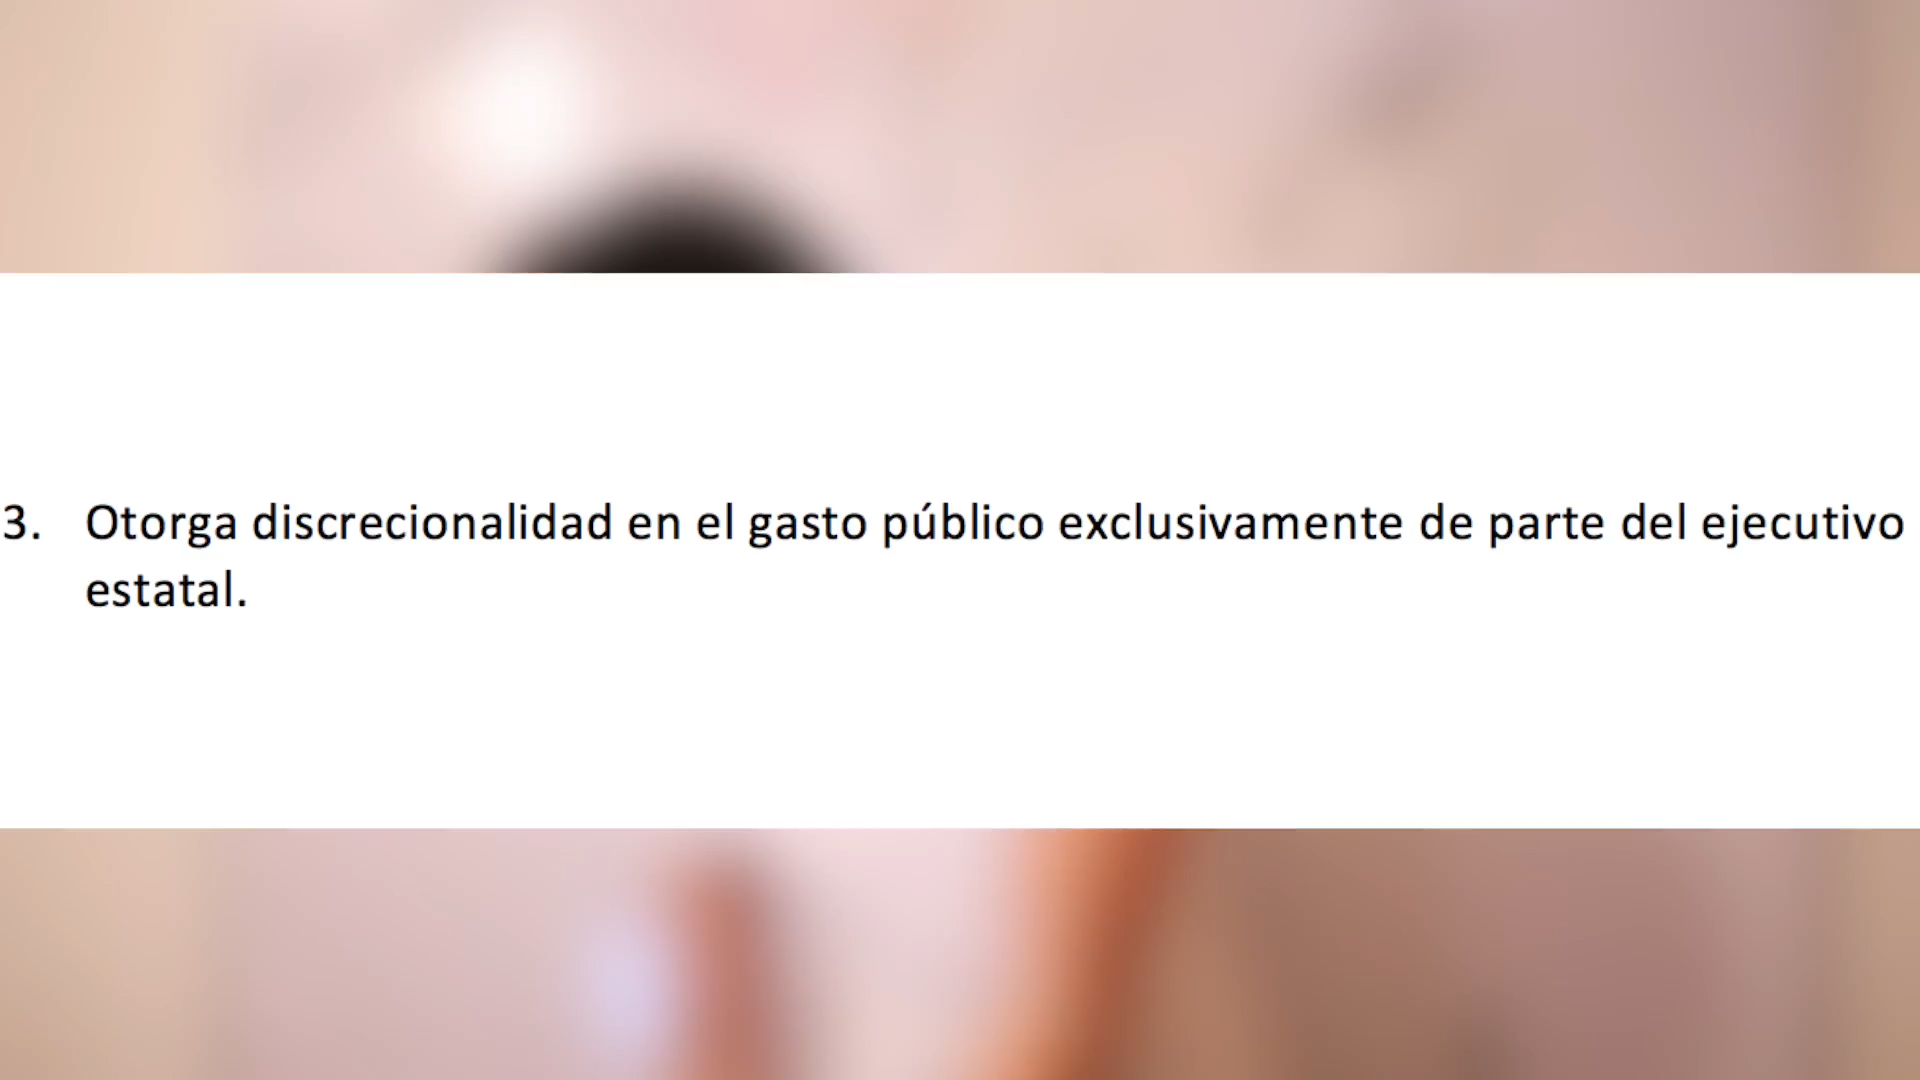 3. Otorga discrecionalidad en el gasto público exclusivamente de parte del ejecutivo
estatal.